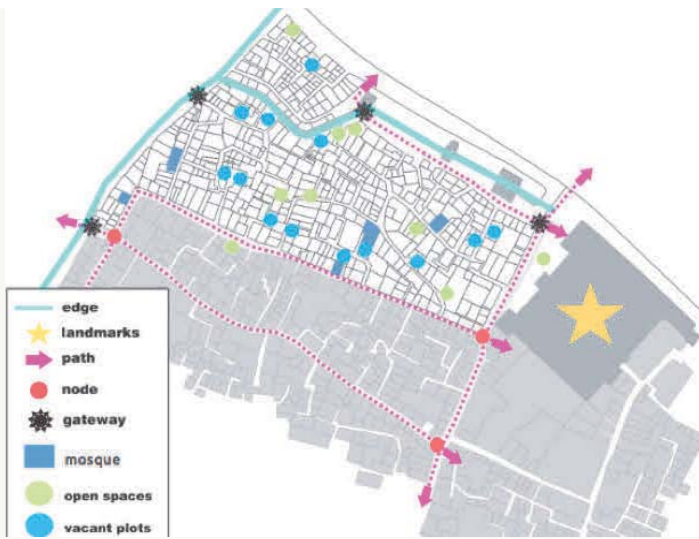 edge
landmarks
path
node
gateway
mosque
open spaces
vacant plots